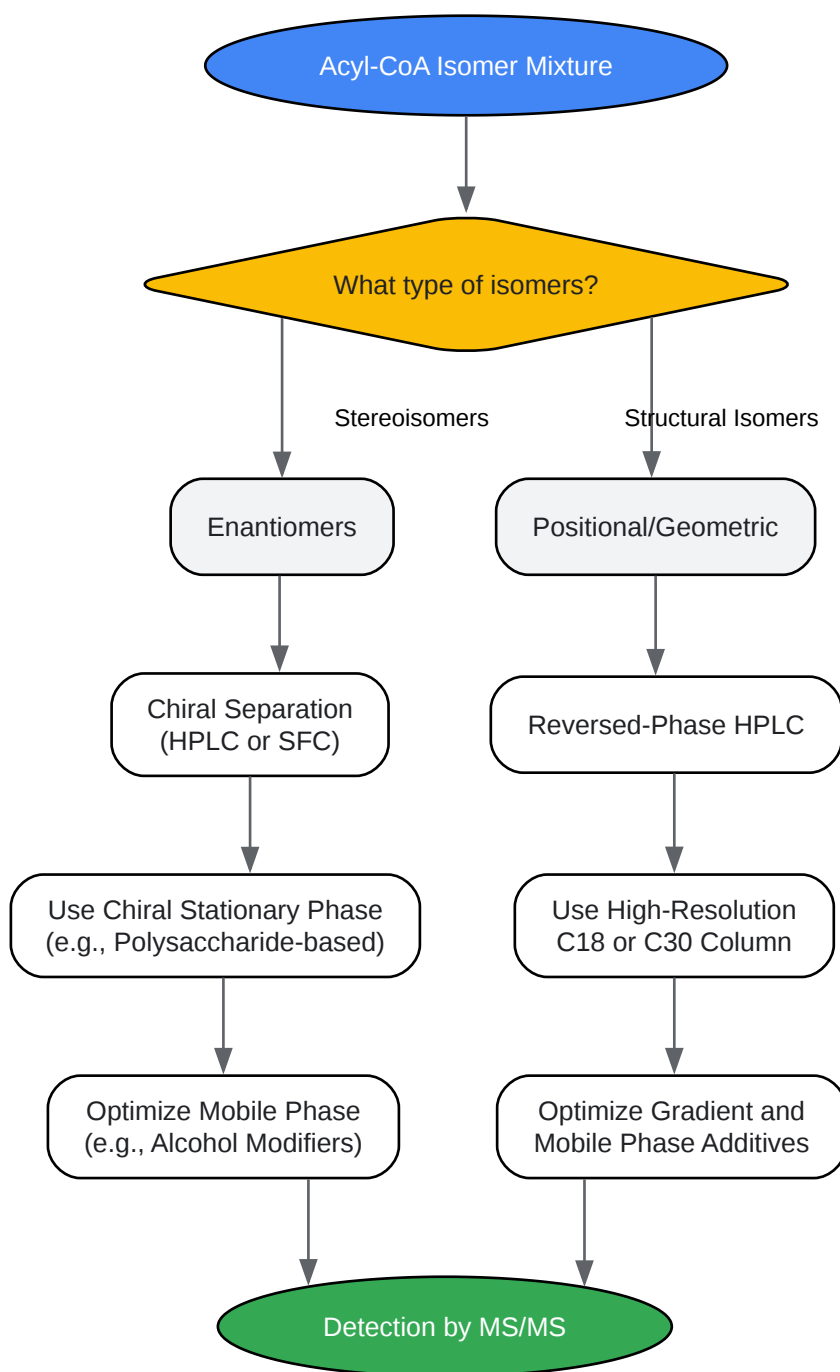 Acyl-CoA Isomer Mixture
What type of isomers?
Stereoisomers
Structural Isomers
Enantiomers
Positional/Geometric
Chiral Separation
(HPLC or SFC)
Reversed-Phase HPLC
Use Chiral Stationary Phase
(e.g., Polysaccharide-based)
Use High-Resolution
C18 or C30 Column
Optimize Mobile Phase
(e.g., Alcohol Modifiers)
Optimize Gradient and
Mobile Phase Additives
Detection by MS/MS